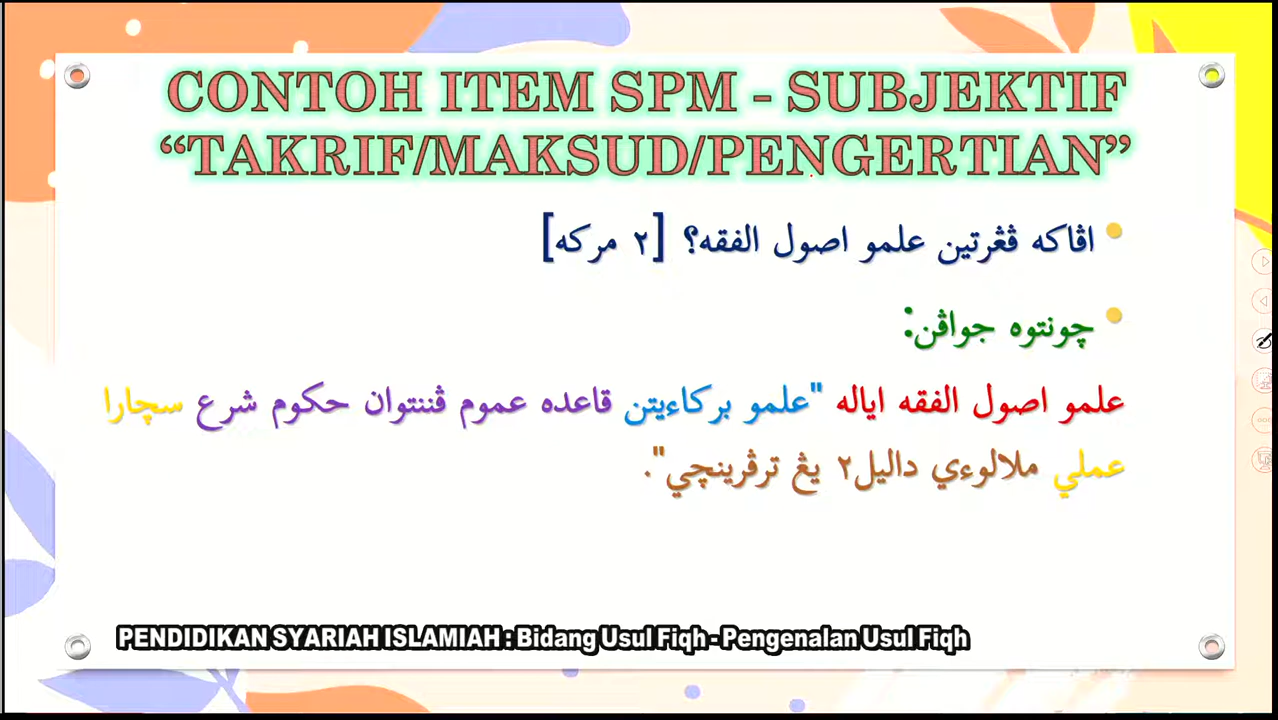 CONTOH ITEM SPM - SUBJEKTIF
“TAKRIF/MAKSUD/PENGERTIAN”
اڤاکه ڤڠرتين علمو اصول الفقه؟ [٢ مرکه]
چونتوه جواڤن:
علمو اصول الفقه اياله "علمو برکاءيتن قاعده عموم ڤننتوان حکوم شرع سچارا
عملي ملالوءي داليل٢ يڠ ترڤرينچي".
PENDIDIKAN SYARIAH ISLAMIAH : Bidang Usul Fiqh - Pengenalan Usul Fiqh